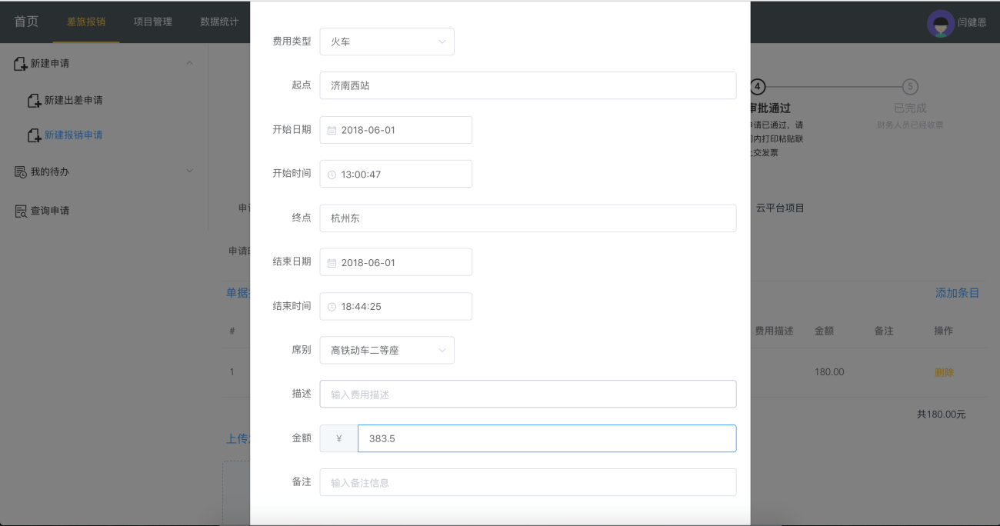 首页 差旅报销 项目管理 数据统计 闫健恩
新建申请
新建出差申请
新建报销申请
我的待办
查询申请
费用类型 火车
起点 济南西站
开始日期 2018-06-01
开始时间 13:00:47
终点 杭州东
结束日期 2018-06-01
结束时间 18:44:25
席别 高铁动车二等座
描述 输入费用描述
金额 ¥ 383.5
备注 输入备注信息
4 5
审批通过 已完成
请已通过，请 财务人员已经收票
内打印粘贴联
交发票
云平台项目
申请
单据 添加条目
# 费用描述 金额 备注 操作
1 180.00 删除
共180.00元
上传